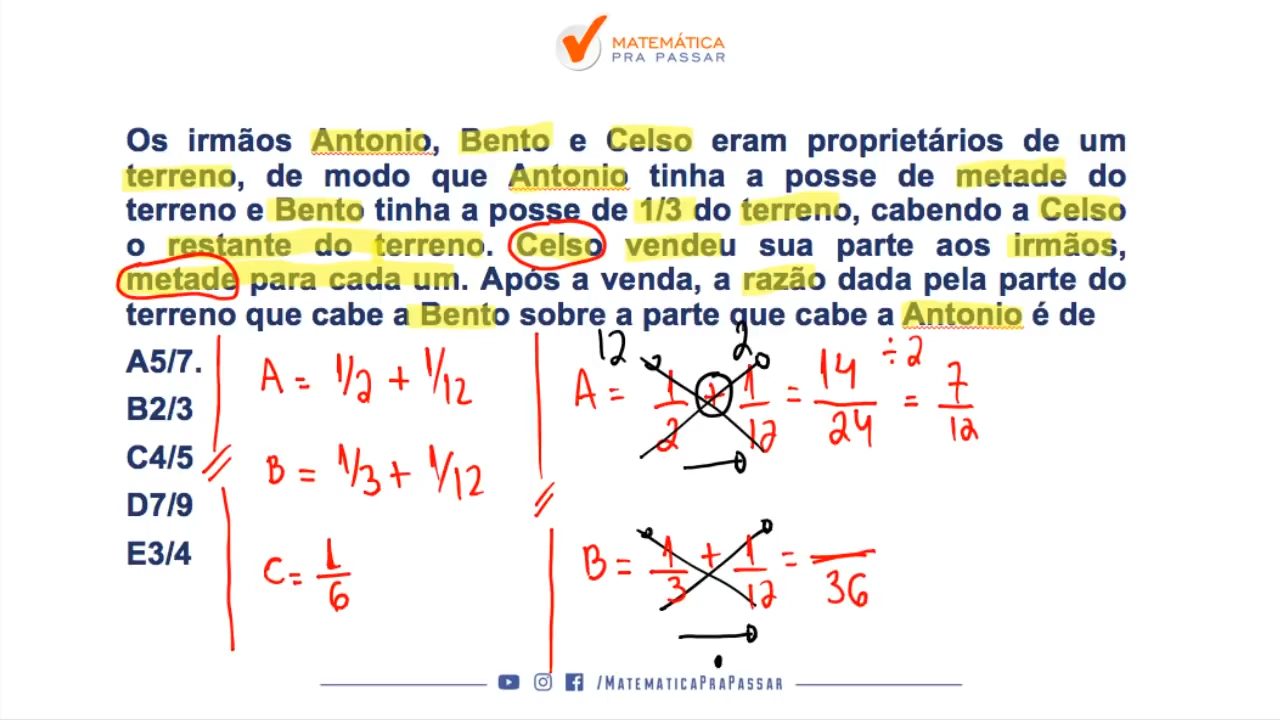 MATEMÁTICA
PRA PASSAR
Os irmãos Antonio, Bento e Celso eram proprietários de um
terreno, de modo que Antonio tinha a posse de metade do
terreno e Bento tinha a posse de 1/3 do terreno, cabendo a Celso
o restante do terreno. Celso vendeu sua parte aos irmãos,
metade para cada um. Após a venda, a razão dada pela parte do
terreno que cabe a Bento sobre a parte que cabe a Antonio é de
A5/7.
B2/3
C4/5
D7/9
E3/4
A = 1/2 + 1/12
B = 1/3 + 1/12
C = 1/6
12 2
A = 1/2 + 1/12 = 14/24 ÷2 = 7/12
B = 1/3 + 1/12 = /36
/MATEMATICAPRAPASSAR